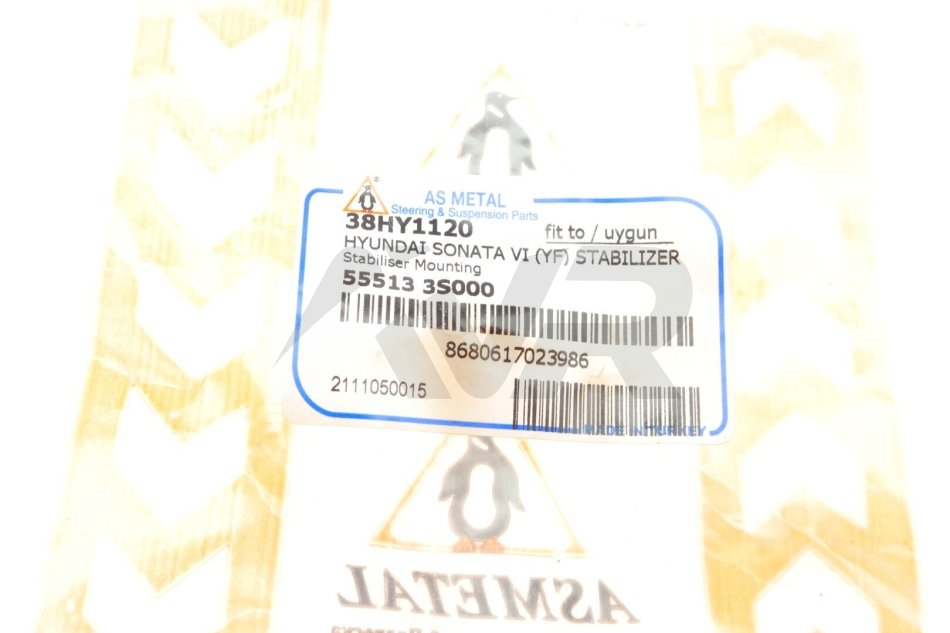 AS METAL
Steering & Suspension Parts
38HY1120 fit to / uygun
HYUNDAI SONATA VI (YF) STABILIZER
Stabiliser Mounting
55513 3S000
8680617023986
2111050015
MADE IN TURKEY
ASMETAL